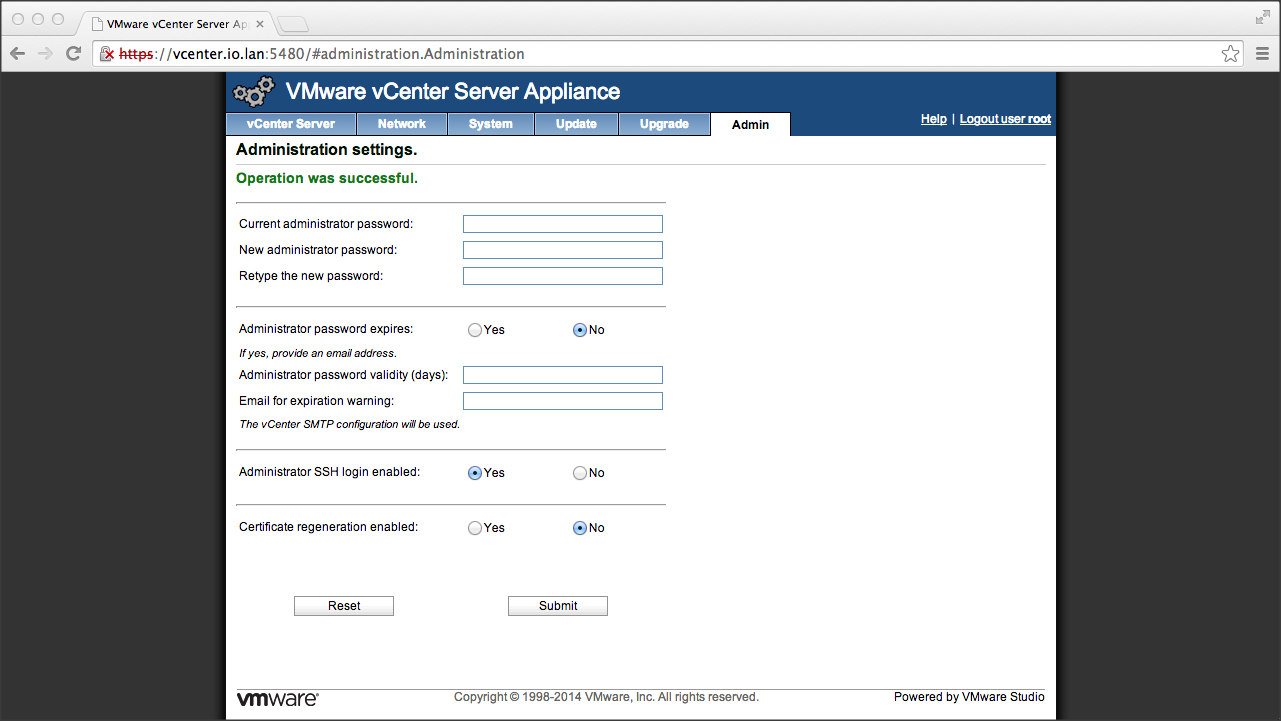 VMware vCenter Server Ap
https://vcenter.io.lan:5480/#administration.Administration
VMware vCenter Server Appliance
vCenter Server Network System Update Upgrade Admin Help | Logout user root
Administration settings.
Operation was successful.
Current administrator password:
New administrator password:
Retype the new password:
Administrator password expires: Yes No
If yes, provide an email address.
Administrator password validity (days):
Email for expiration warning:
The vCenter SMTP configuration will be used.
Administrator SSH login enabled: Yes No
Certificate regeneration enabled: Yes No
Reset Submit
vmware® Copyright © 1998-2014 VMware, Inc. All rights reserved. Powered by VMware Studio